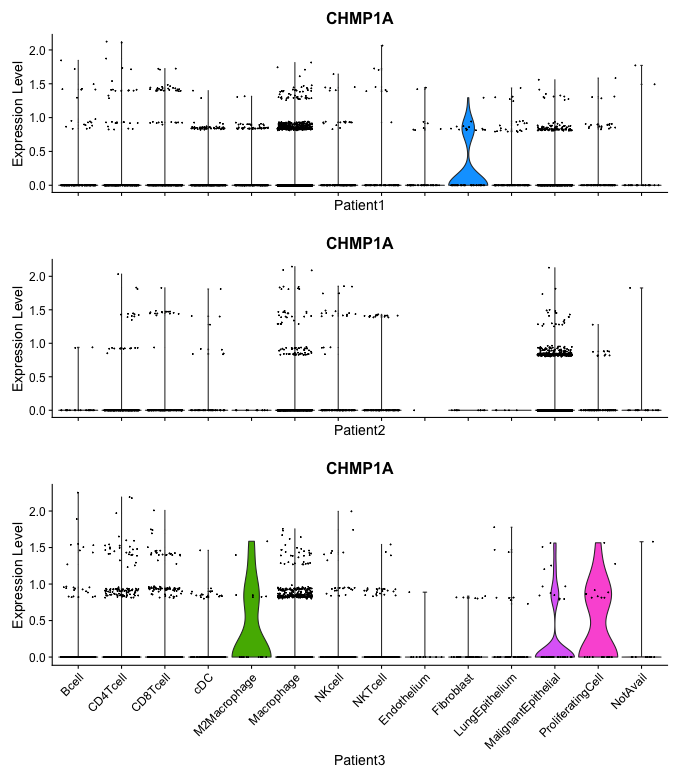 CHMP1A
Expression Level
2.0
1.5
1.0
0.5
0.0
Patient1
CHMP1A
Expression Level
2.0
1.5
1.0
0.5
0.0
Patient2
CHMP1A
Expression Level
2.0
1.5
1.0
0.5
0.0
Bcell
CD4Tcell
CD8Tcell
cDC
M2Macrophage
Macrophage
NKcell
NKTcell
Endothelium
Fibroblast
LungEpithelium
MalignantEpithelial
ProliferatingCell
NotAvail
Patient3